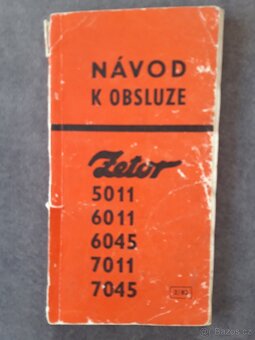 NÁVOD
K OBSLUZE
Zetor
5011
6011
6045
7011
7045